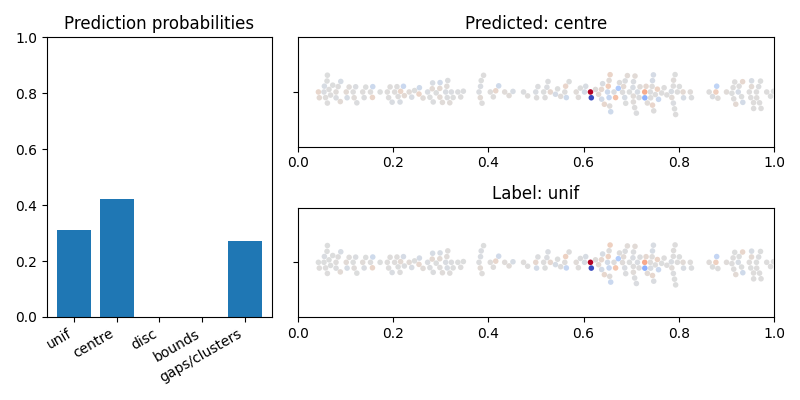 Prediction probabilities
1.0
0.8
0.6
0.4
0.2
0.0
unif
centre
disc
bounds
gaps/clusters
Predicted: centre
0.0 0.2 0.4 0.6 0.8 1.0
Label: unif
0.0 0.2 0.4 0.6 0.8 1.0